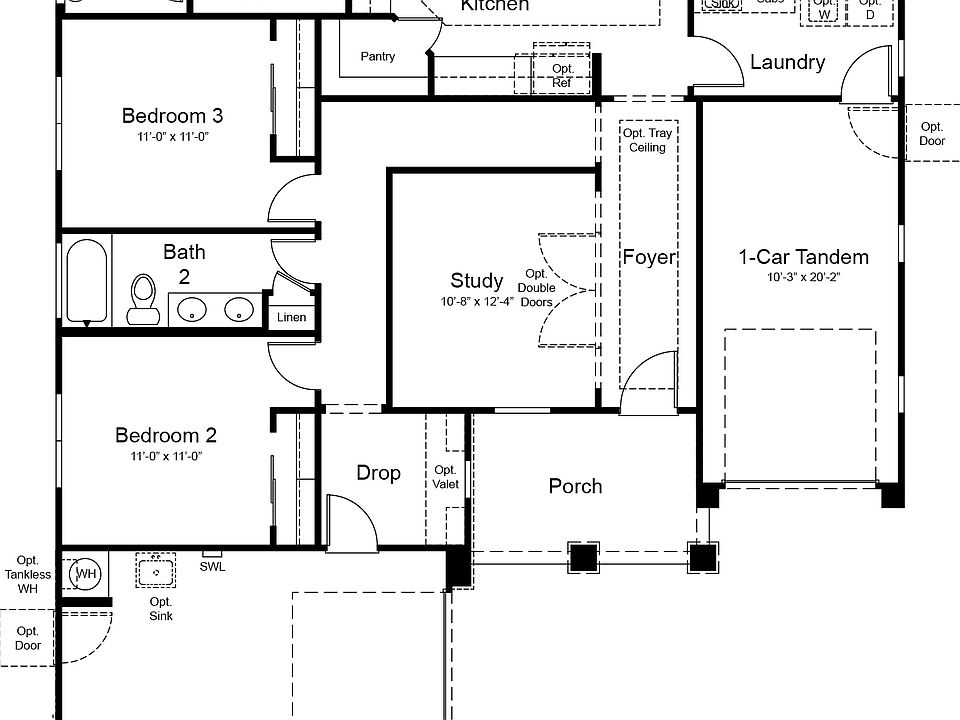 Kitchen
Sink
Cabs
Opt.
W
Opt.
D
Pantry
Opt.
Ref
Laundry
Bedroom 3
11'-0" x 11'-0"
Opt. Tray
Ceiling
Opt.
Door
Bath
2
Foyer
1-Car Tandem
10'-3" x 20'-2"
Study
10'-8" x 12'-4"
Opt.
Double
Doors
Linen
Bedroom 2
11'-0" x 11'-0"
Drop
Opt.
Valet
Porch
Opt.
Tankless
WH
WH
SWL
Opt.
Sink
Opt.
Door